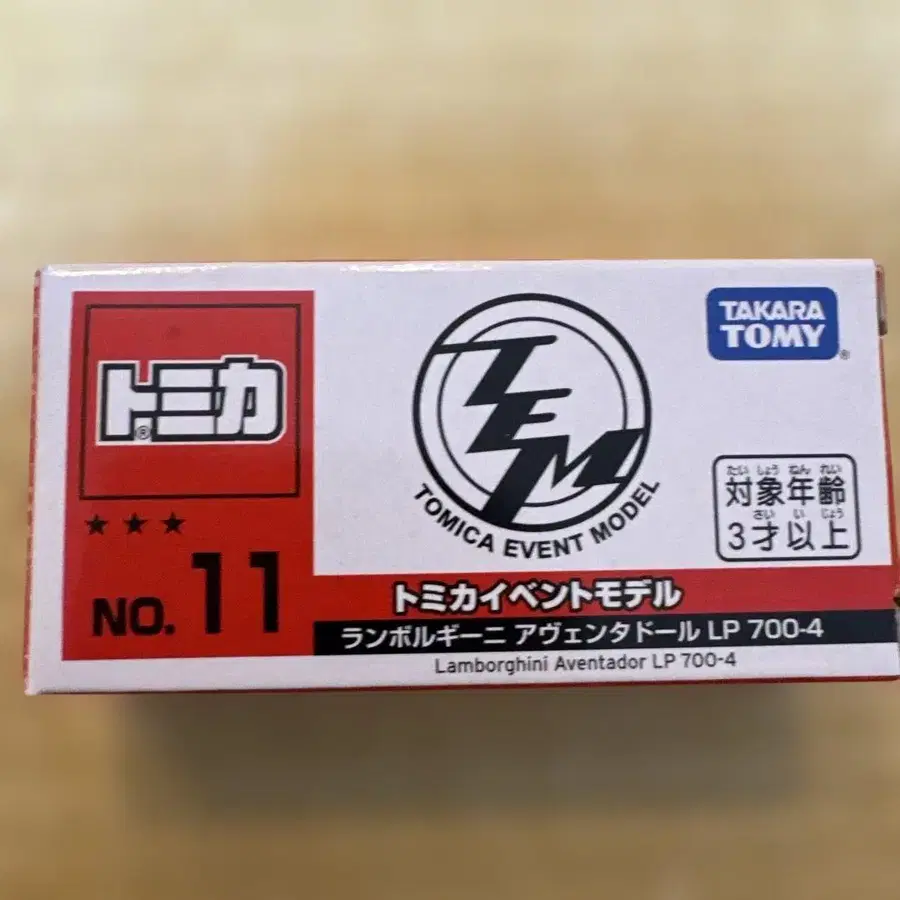 トミカ®
★★★
NO. 11
TEM
TOMICA EVENT MODEL
TAKARA
TOMY®
たいしょうねんれい
対象年齢
さいいじょう
3才以上
トミカイベントモデル
ランボルギーニ アヴェンタドール LP 700-4
Lamborghini Aventador LP 700-4